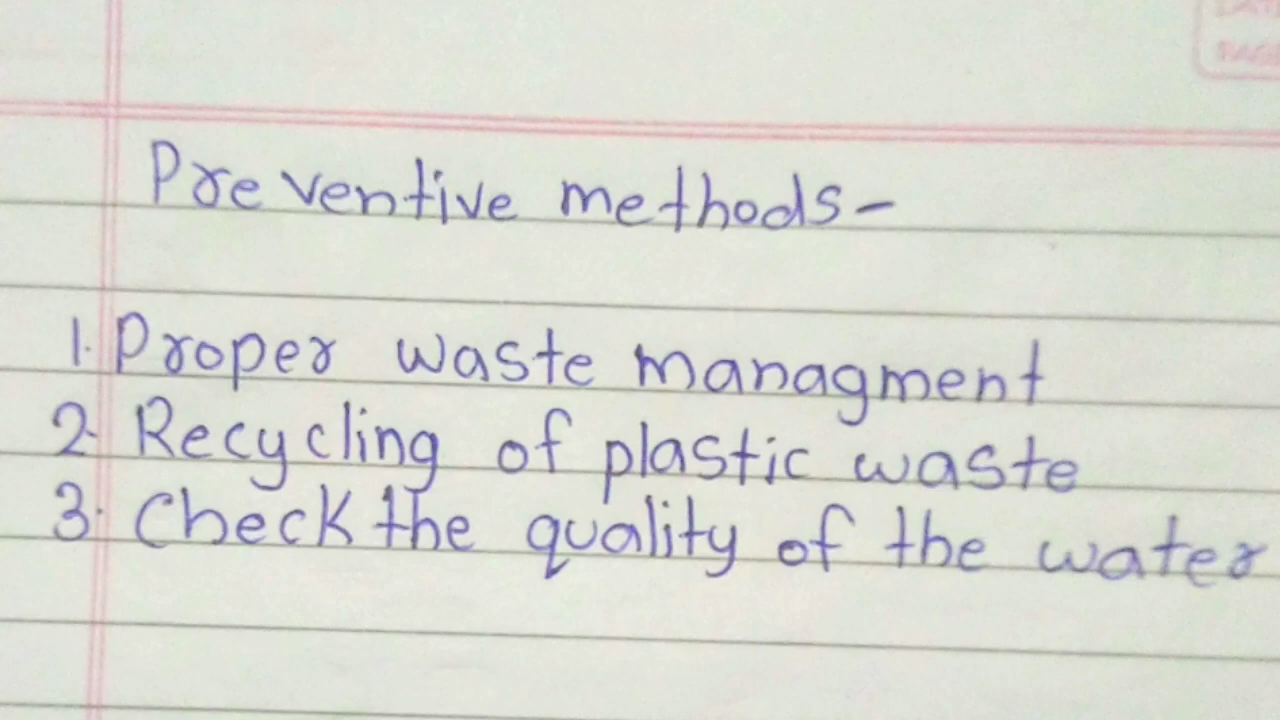 Preventive methods-
1. Proper waste managment
2. Recycling of plastic waste
3. Check the quality of the water